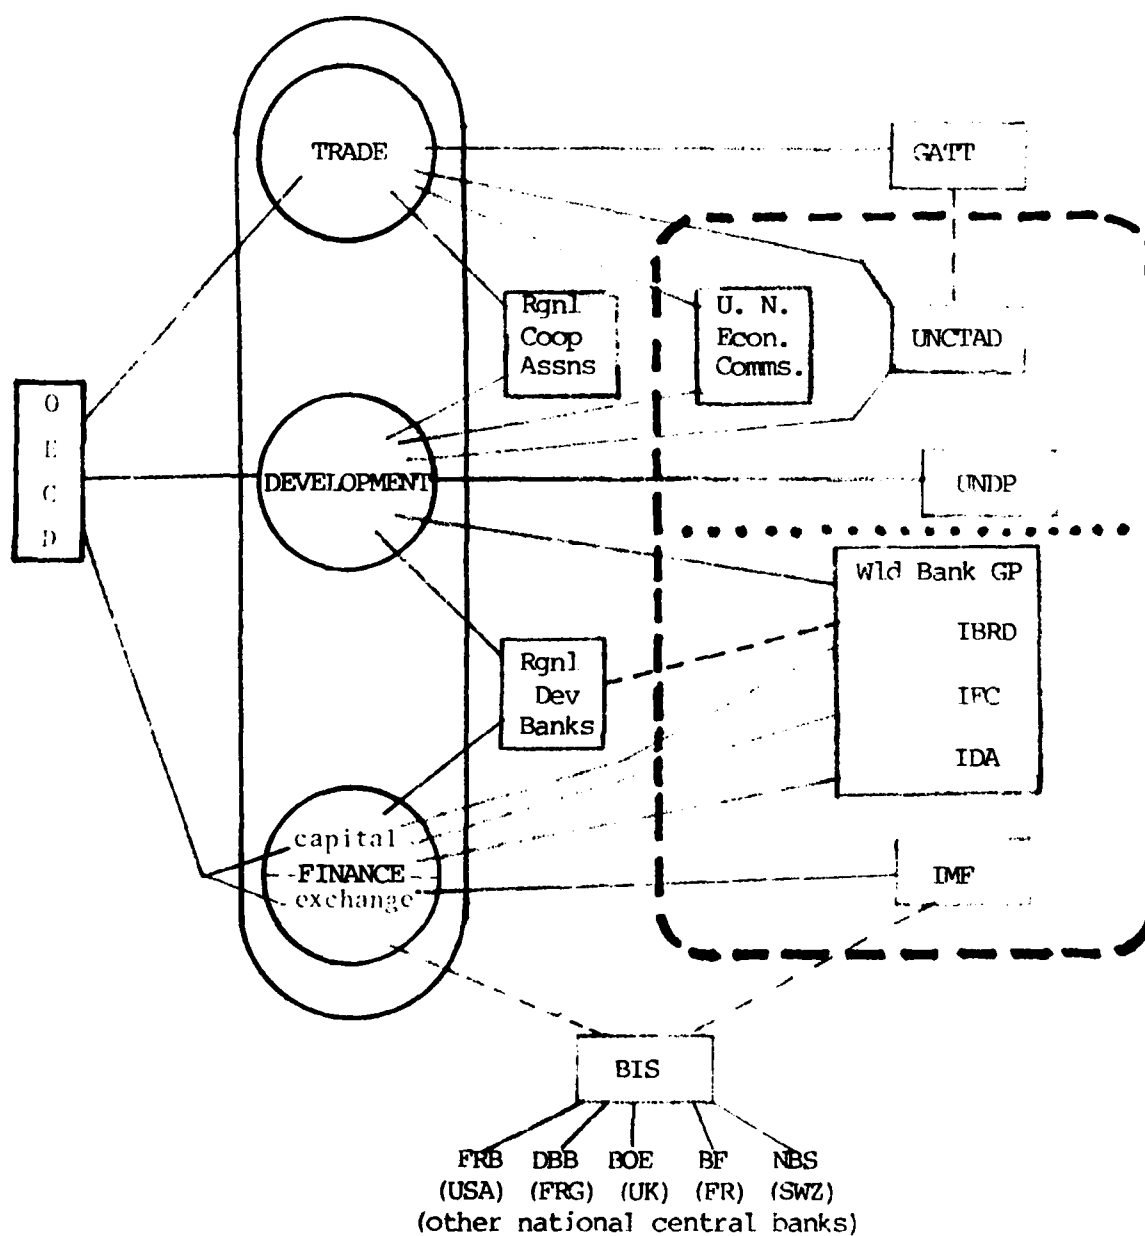 TRADE
GATT
Rgnl
Coop
Assns
U. N.
Econ.
Comms.
UNCTAD
O
E
C
D
DEVELOPMENT
UNDP
Wld Bank GP
IBRD
IFC
IDA
Rgnl
Dev
Banks
capital
FINANCE
exchange
IMF
BIS
FRB DBB BOE BF NBS
(USA) (FRG) (UK) (FR) (SWZ)
(other national central banks)